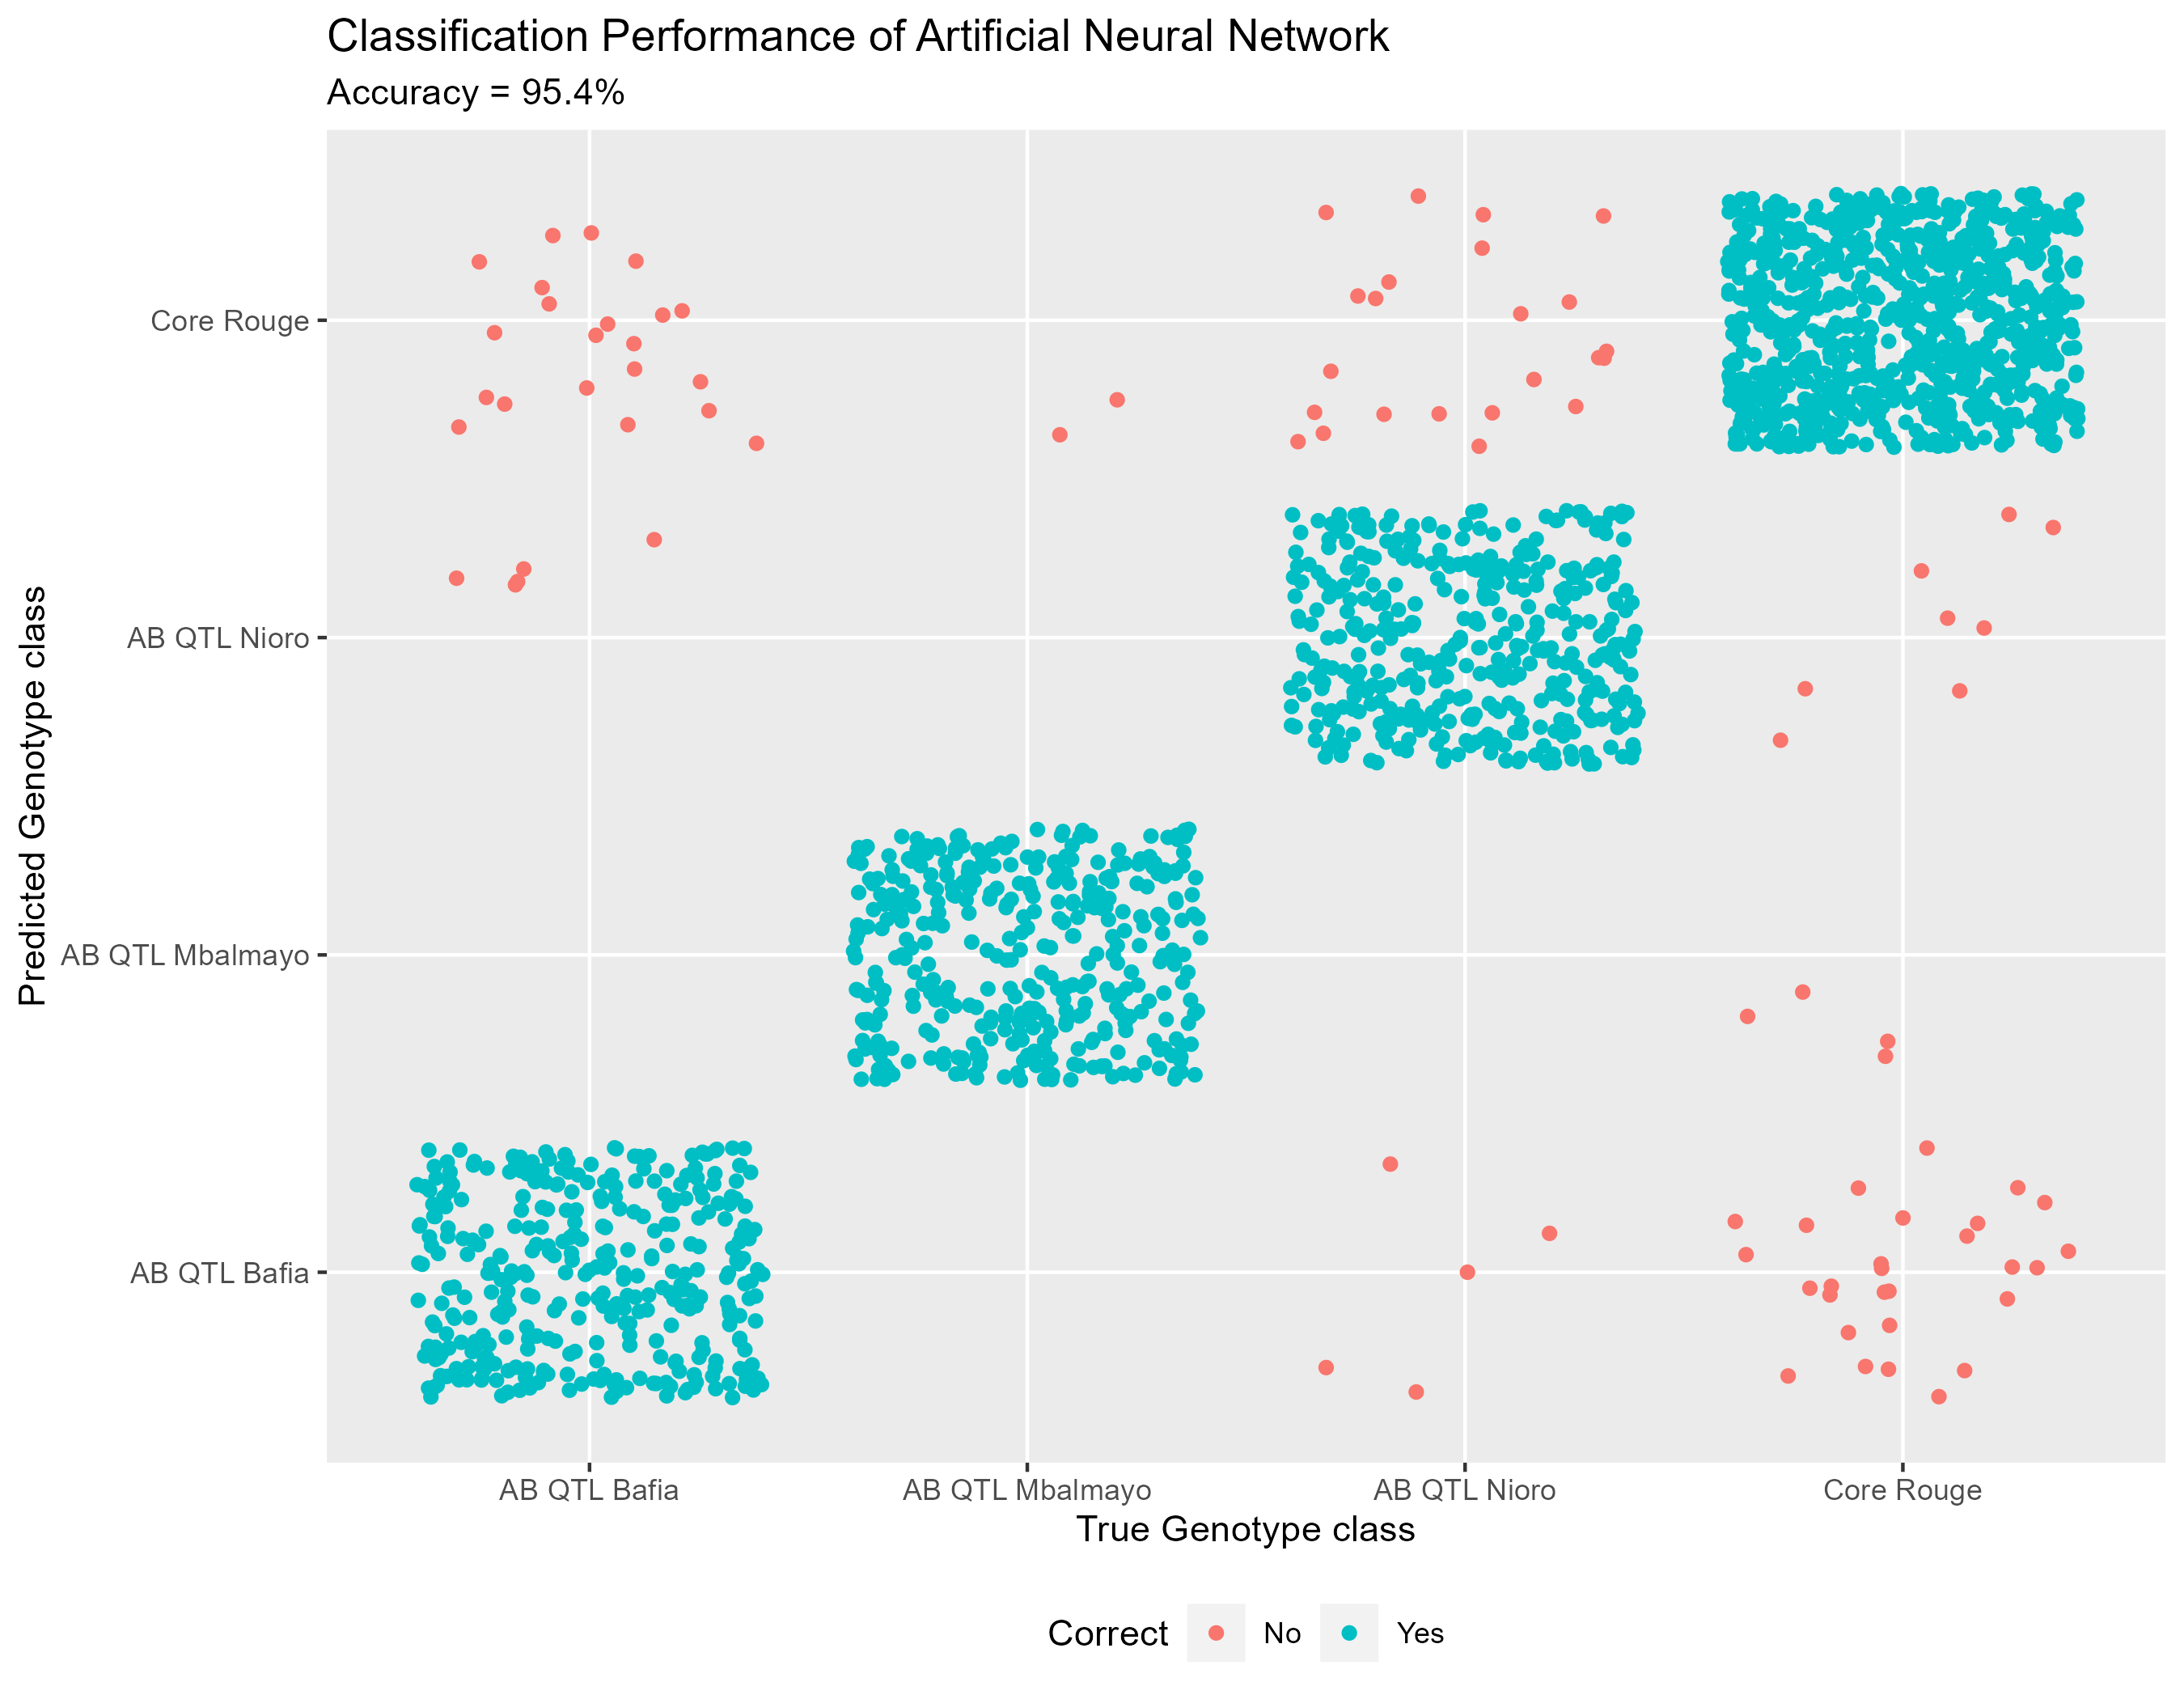 Classification Performance of Artificial Neural Network
Accuracy = 95.4%
Predicted Genotype class
Core Rouge
AB QTL Nioro
AB QTL Mbalmayo
AB QTL Bafia
AB QTL Bafia
AB QTL Mbalmayo
AB QTL Nioro
Core Rouge
True Genotype class
Correct No Yes